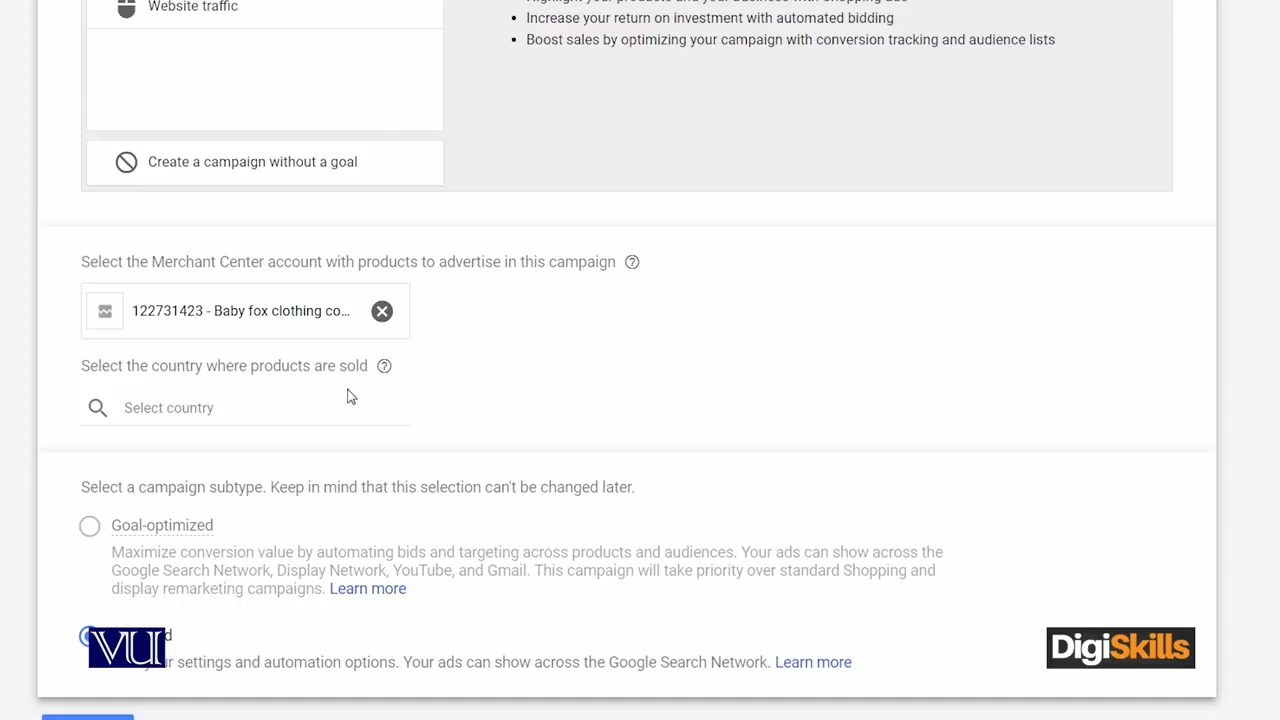 Website traffic
• Increase your return on investment with automated bidding
• Boost sales by optimizing your campaign with conversion tracking and audience lists
Create a campaign without a goal
Select the Merchant Center account with products to advertise in this campaign
122731423 - Baby fox clothing co...
Select the country where products are sold
Select country
Select a campaign subtype. Keep in mind that this selection can't be changed later.
Goal-optimized
Maximize conversion value by automating bids and targeting across products and audiences. Your ads can show across the
Google Search Network, Display Network, YouTube, and Gmail. This campaign will take priority over standard Shopping and
display remarketing campaigns. Learn more
VU
DigiSkills
settings and automation options. Your ads can show across the Google Search Network. Learn more